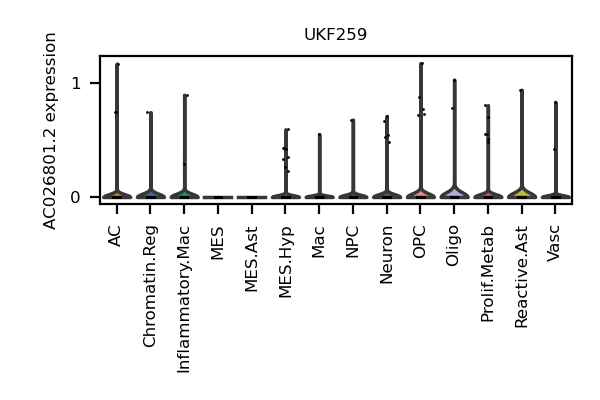 UKF259
AC026801.2 expression
1
0
AC
Chromatin.Reg
Inflammatory.Mac
MES
MES.Ast
MES.Hyp
Mac
NPC
Neuron
OPC
Oligo
Prolif.Metab
Reactive.Ast
Vasc